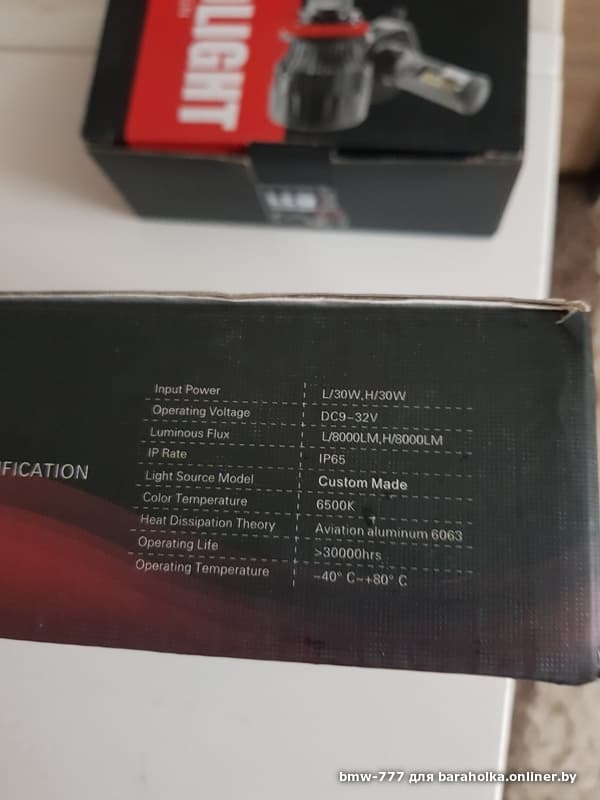 LIGHT
Input Power L/30W,H/30W
Operating Voltage DC9-32V
Luminous Flux L/8000LM,H/8000LM
IP Rate IP65
IFICATION
Light Source Model Custom Made
Color Temperature 6500K
Heat Dissipation Theory Aviation aluminum 6063
Operating Life >30000hrs
Operating Temperature -40° C~+80° C
bmw-777 для baraholka.onliner.by